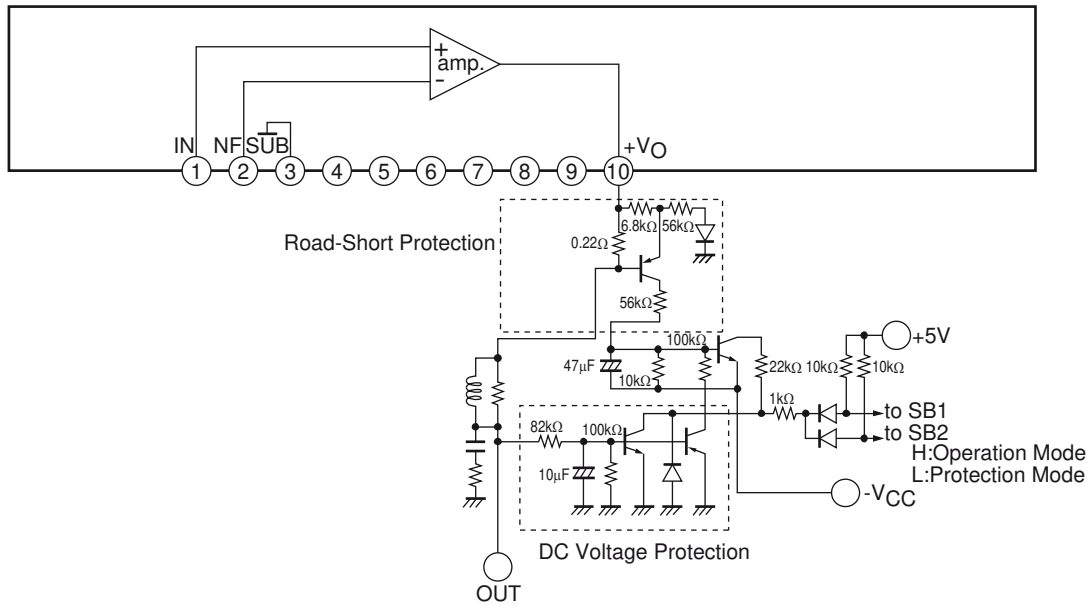 amp.
+
-
IN
NF
SUB
+VO
1
2
3
4
5
6
7
8
9
10
Road-Short Protection
0.22Ω
6.8kΩ
56kΩ
56kΩ
47μF
10kΩ
100kΩ
22kΩ
10kΩ
10kΩ
+5V
1kΩ
to SB1
to SB2
H:Operation Mode
L:Protection Mode
82kΩ
100kΩ
10μF
-VCC
DC Voltage Protection
OUT